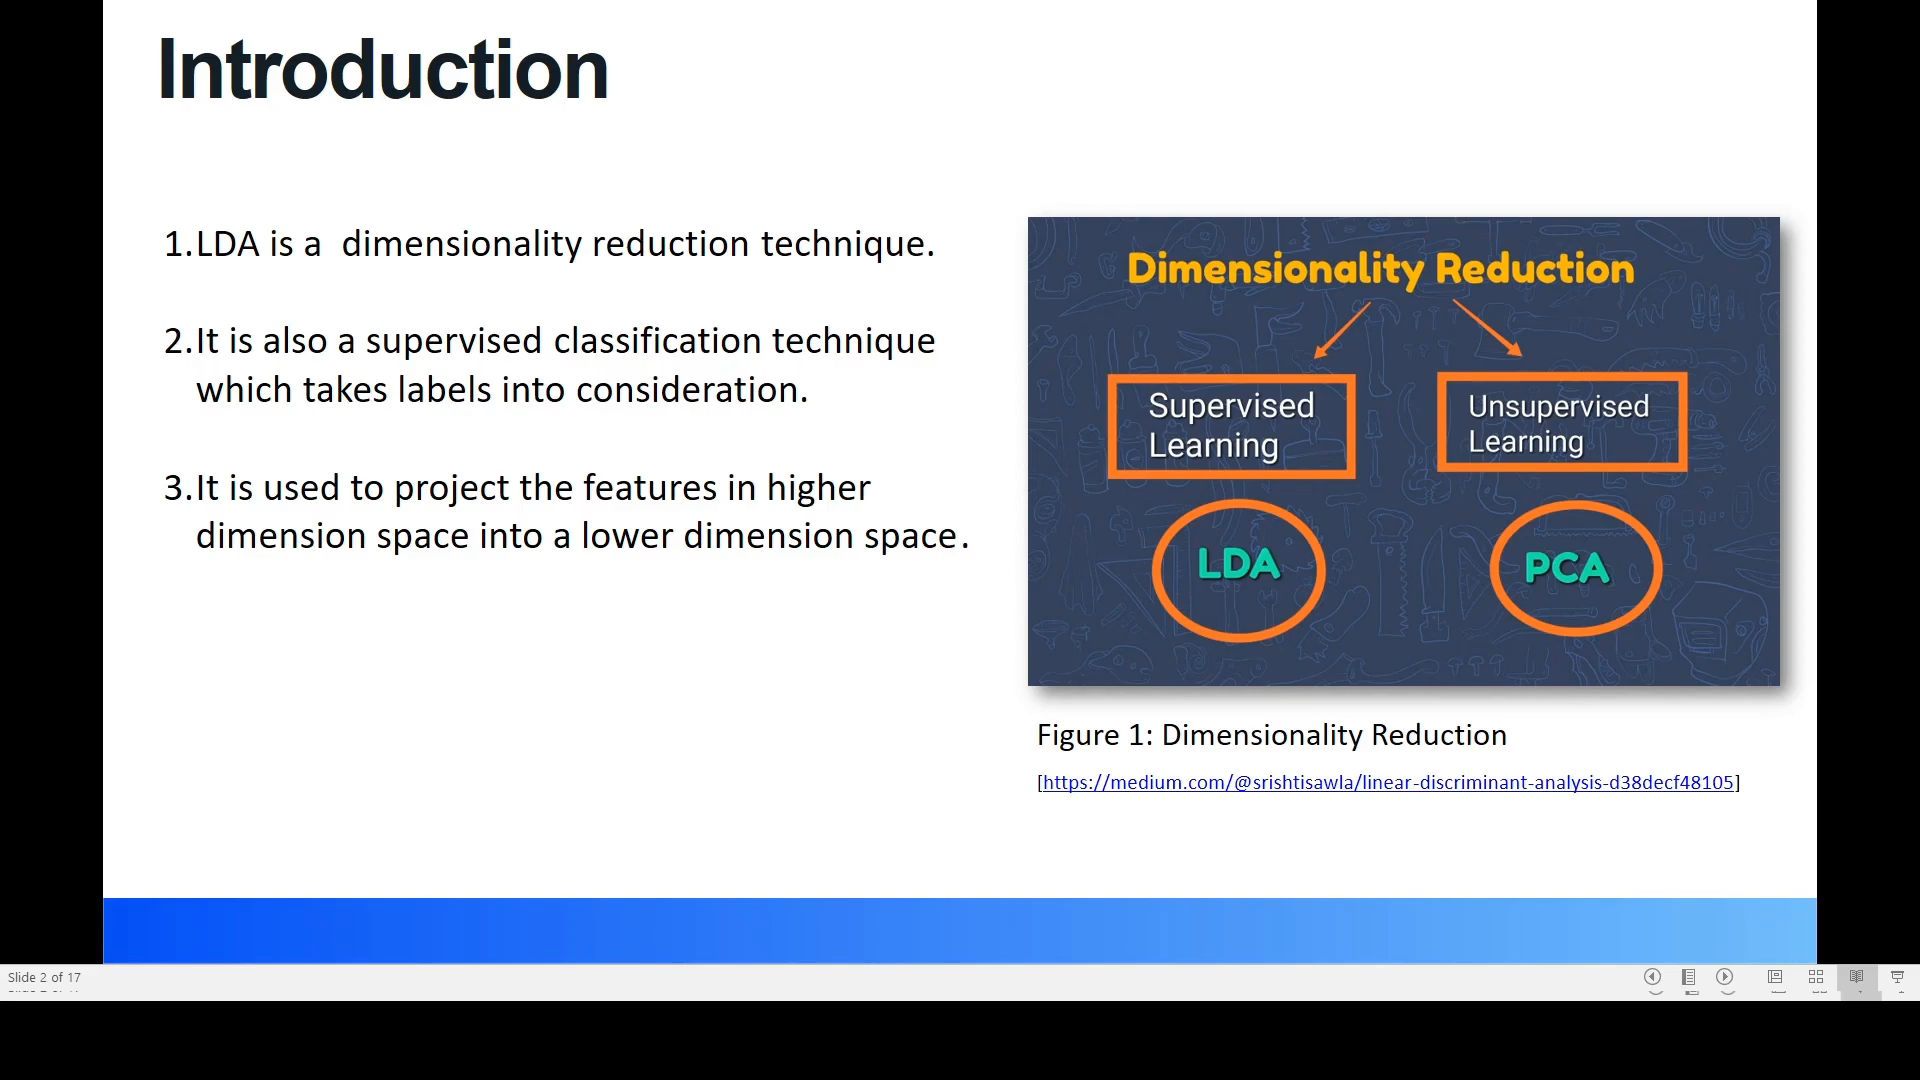 Introduction
1.LDA is a  dimensionality reduction technique.
2.It is also a supervised classification technique
which takes labels into consideration.
3.It is used to project the features in higher
dimension space into a lower dimension space.
Dimensionality Reduction
Supervised
Learning
Unsupervised
Learning
LDA
PCA
Figure 1: Dimensionality Reduction
[https://medium.com/@srishtisawla/linear-discriminant-analysis-d38decf48105]
Slide 2 of 17